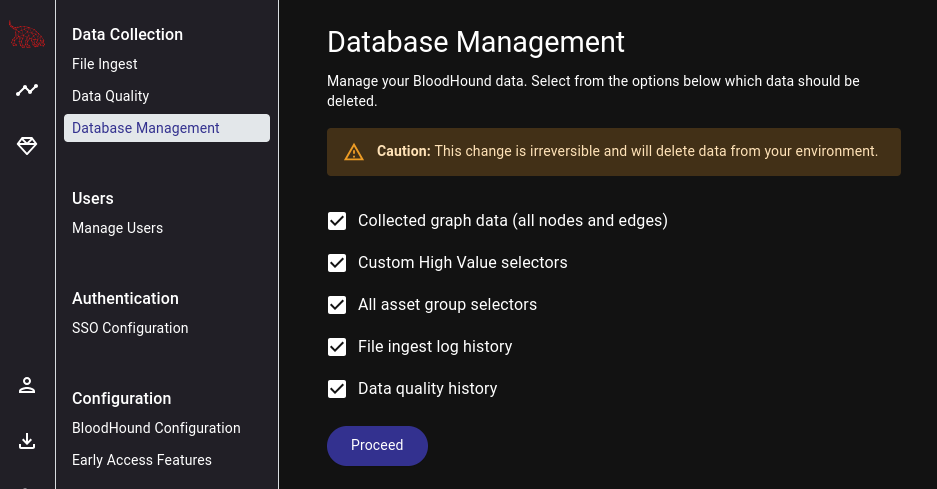 Data Collection
File Ingest
Data Quality
Database Management
Users
Manage Users
Authentication
SSO Configuration
Configuration
BloodHound Configuration
Early Access Features
Database Management
Manage your BloodHound data. Select from the options below which data should be
deleted.
Caution: This change is irreversible and will delete data from your environment.
Collected graph data (all nodes and edges)
Custom High Value selectors
All asset group selectors
File ingest log history
Data quality history
Proceed